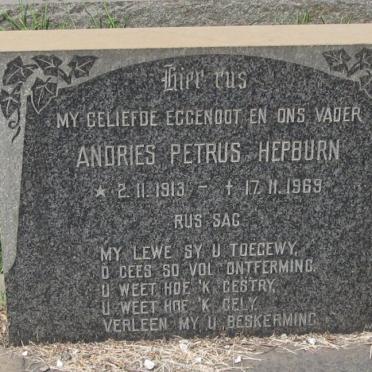 Hier rus
MY GELIEFDE EGGENOOT EN ONS VADER
ANDRIES PETRUS HEPBURN
* 2.11.1913 – † 17.11.1969
RUS SAG
MY LEWE SY U TOEGEWY,
O GEES SO VOL ONTFERMING.
U WEET HOE 'K GESTRY,
U WEET HOE 'K GELY,
VERLEEN MY U BESKERMING